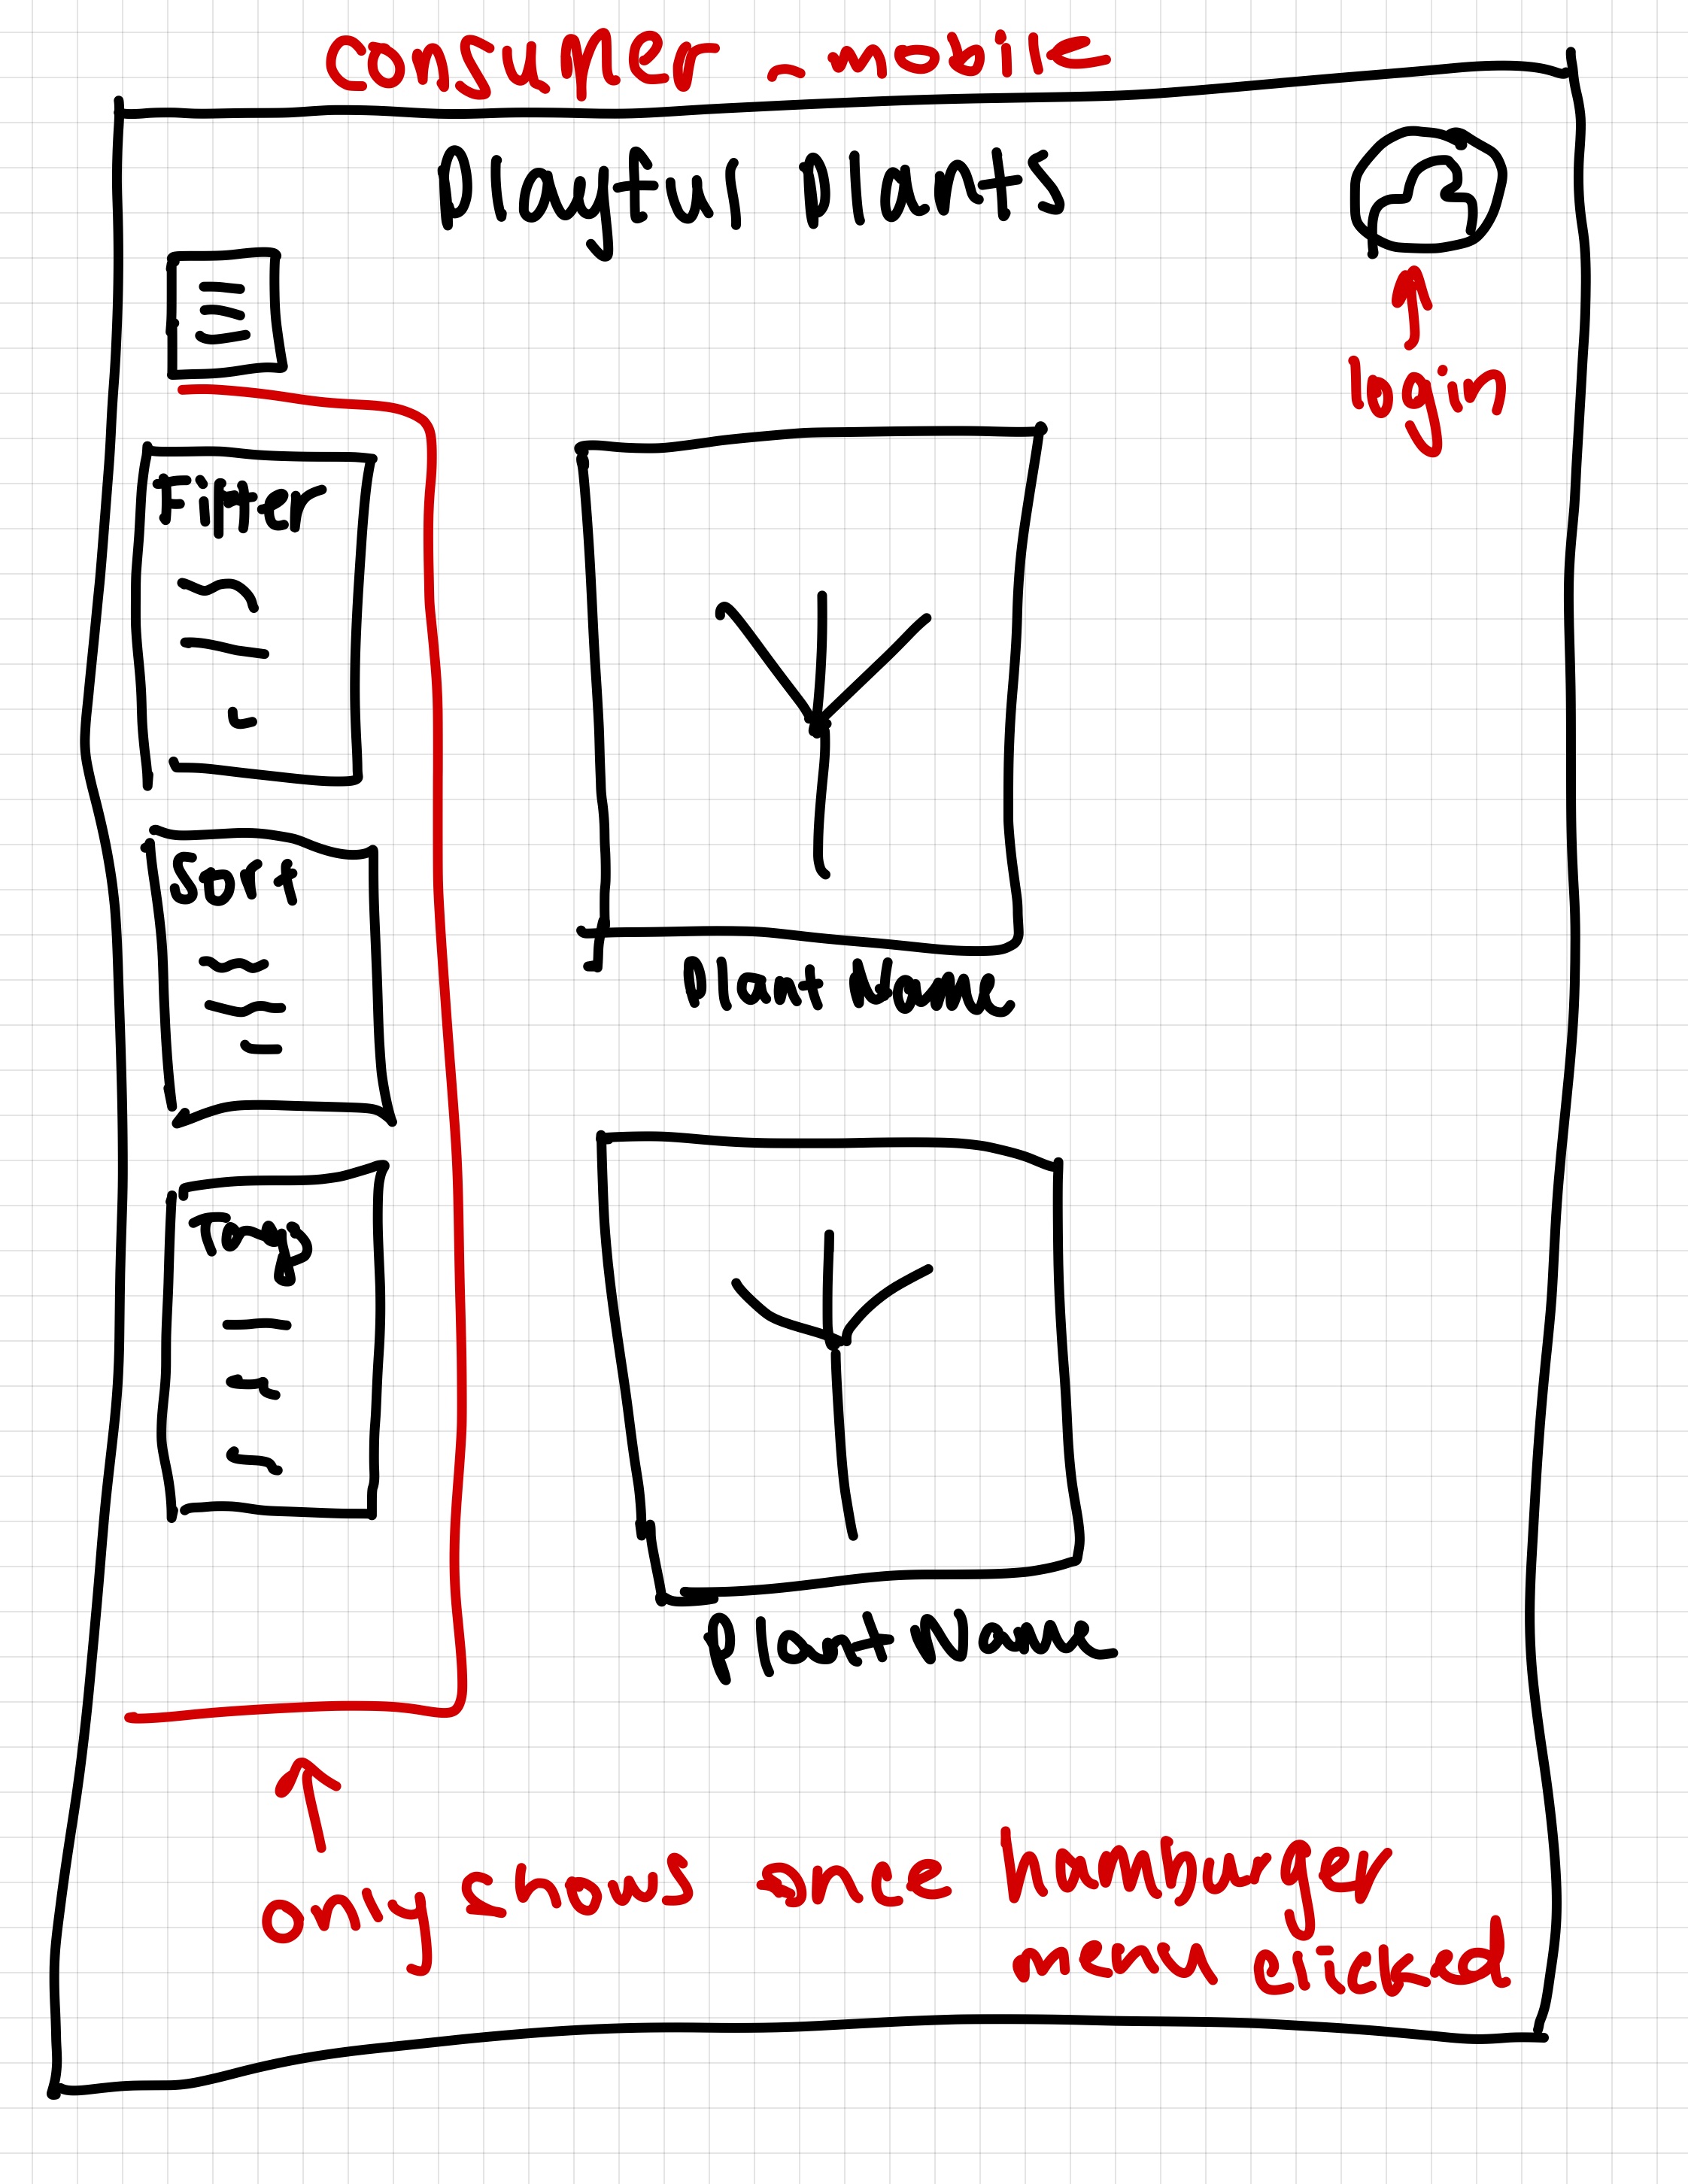 consumer - mobile
Playful Plants
login
Filter
Sort
Tags
Plant Name
Plant Name
only shows once hamburger
menu clicked